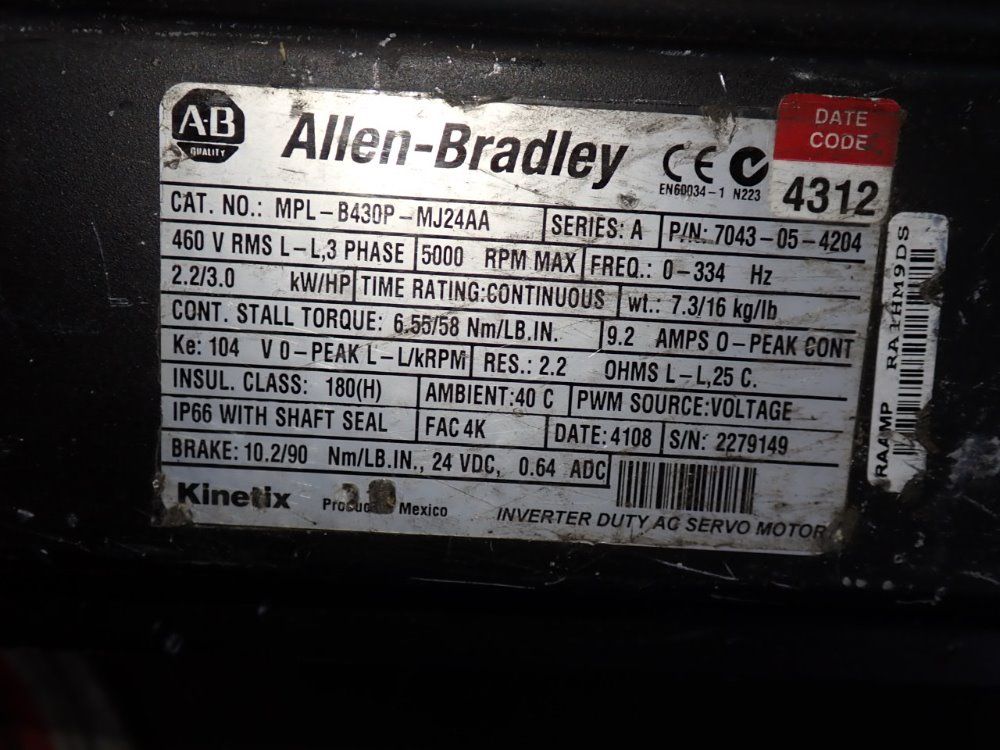 A-B
QUALITY
Allen-Bradley
CE
EN60034-1 N223
DATE
CODE
4312
CAT. NO.: MPL-B430P-MJ24AA SERIES: A P/N: 7043-05-4204
460 V RMS L-L,3 PHASE 5000 RPM MAX FREQ.: 0-334 Hz
2.2/3.0 kW/HP TIME RATING:CONTINUOUS wt.: 7.3/16 kg/lb
CONT. STALL TORQUE: 6.55/58 Nm/LB.IN. 9.2 AMPS 0-PEAK CONT
Ke: 104 V 0-PEAK L-L/kRPM RES.: 2.2 OHMS L-L,25 C.
INSUL. CLASS: 180(H) AMBIENT:40 C PWM SOURCE:VOLTAGE
IP66 WITH SHAFT SEAL FAC 4K DATE: 4108 S/N: 2279149
BRAKE: 10.2/90 Nm/LB.IN., 24 VDC, 0.64 ADC
Kinetix Mexico INVERTER DUTY AC SERVO MOTOR
RAAAMP RA1HM9DS